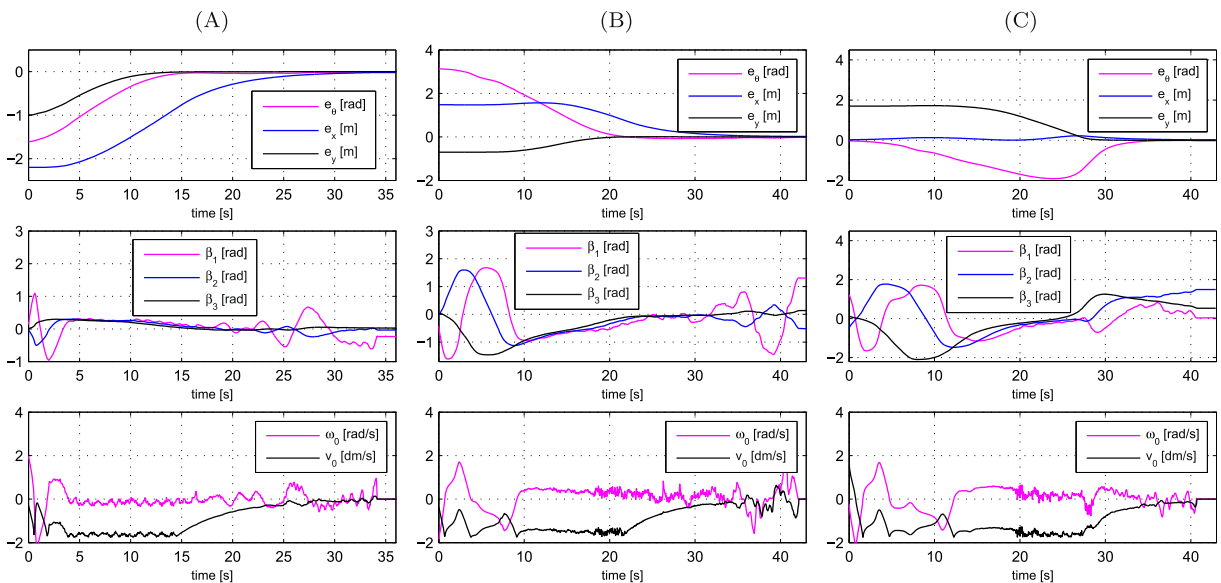 (A) (B) (C)
0
−1
−2
0 5 10 15 20 25 30 35
time [s]
e_θ [rad]
e_x [m]
e_y [m]
4
2
0
−2
0 10 20 30 40
time [s]
e_θ [rad]
e_x [m]
e_y [m]
4
2
0
−2
0 10 20 30 40
time [s]
e_θ [rad]
e_x [m]
e_y [m]
3
2
1
0
−1
0 5 10 15 20 25 30 35
time [s]
β_1 [rad]
β_2 [rad]
β_3 [rad]
3
2
1
0
−1
0 10 20 30 40
time [s]
β_1 [rad]
β_2 [rad]
β_3 [rad]
4
2
0
−2
0 10 20 30 40
time [s]
β_1 [rad]
β_2 [rad]
β_3 [rad]
4
2
0
−2
0 5 10 15 20 25 30 35
time [s]
ω_0 [rad/s]
v_0 [dm/s]
4
2
0
−2
0 10 20 30 40
time [s]
ω_0 [rad/s]
v_0 [dm/s]
4
2
0
−2
0 10 20 30 40
time [s]
ω_0 [rad/s]
v_0 [dm/s]